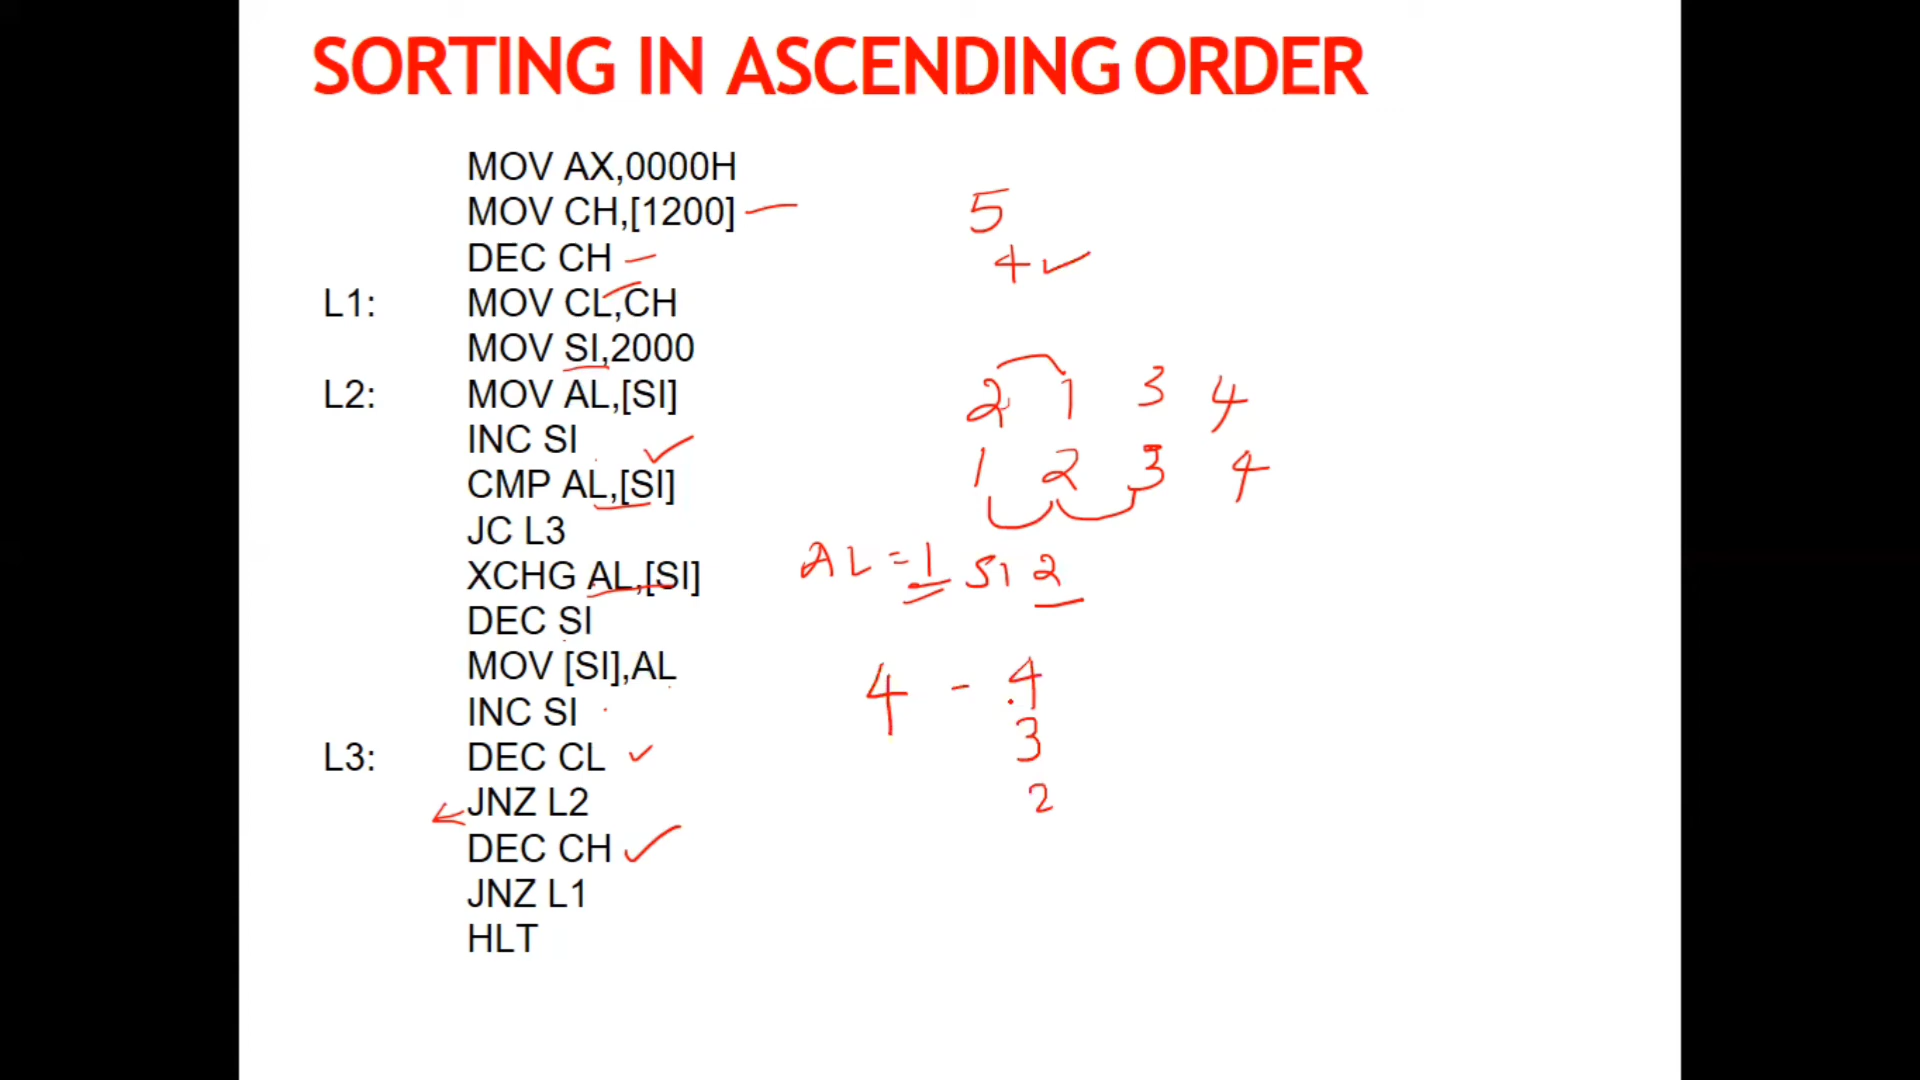 SORTING IN ASCENDING ORDER
MOV AX,0000H
MOV CH,[1200]
5
DEC CH
4
L1: MOV CL,CH
MOV SI,2000
L2: MOV AL,[SI]
2 1 3 4
INC SI
CMP AL,[SI]
1 2 3 4
JC L3
XCHG AL,[SI]
AL = 1 SI 2
DEC SI
MOV [SI],AL
4 - 4
INC SI
3
L3: DEC CL
JNZ L2
2
DEC CH
JNZ L1
HLT